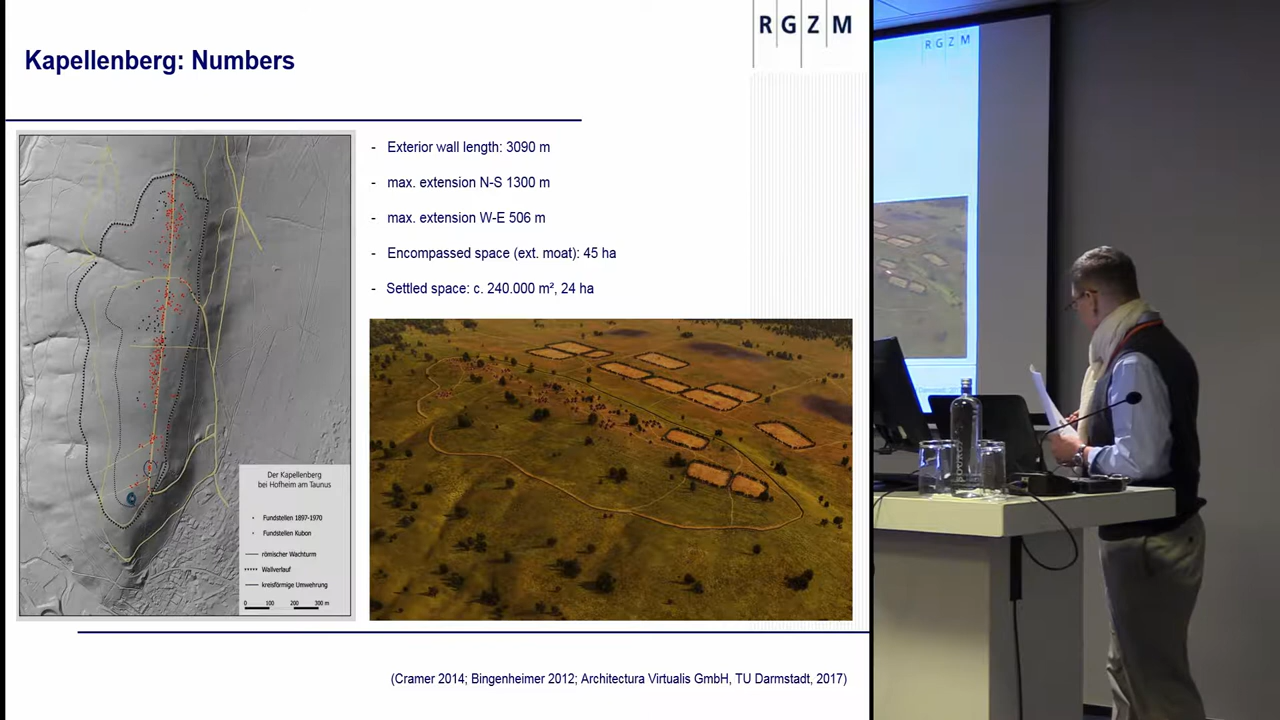 RGZM
Kapellenberg: Numbers
- Exterior wall length: 3090 m
- max. extension N-S 1300 m
- max. extension W-E 506 m
- Encompassed space (ext. moat): 45 ha
- Settled space: c. 240.000 m², 24 ha
Der Kapellenberg
bei Hofheim am Taunus
Fundstellen 1897-1970
Fundstellen Kubon
römischer Wachturm
Wallverlauf
kreisförmige Umwehrung
0 100 200 300 m
(Cramer 2014; Bingenheimer 2012; Architectura Virtualis GmbH, TU Darmstadt, 2017)
RGZM